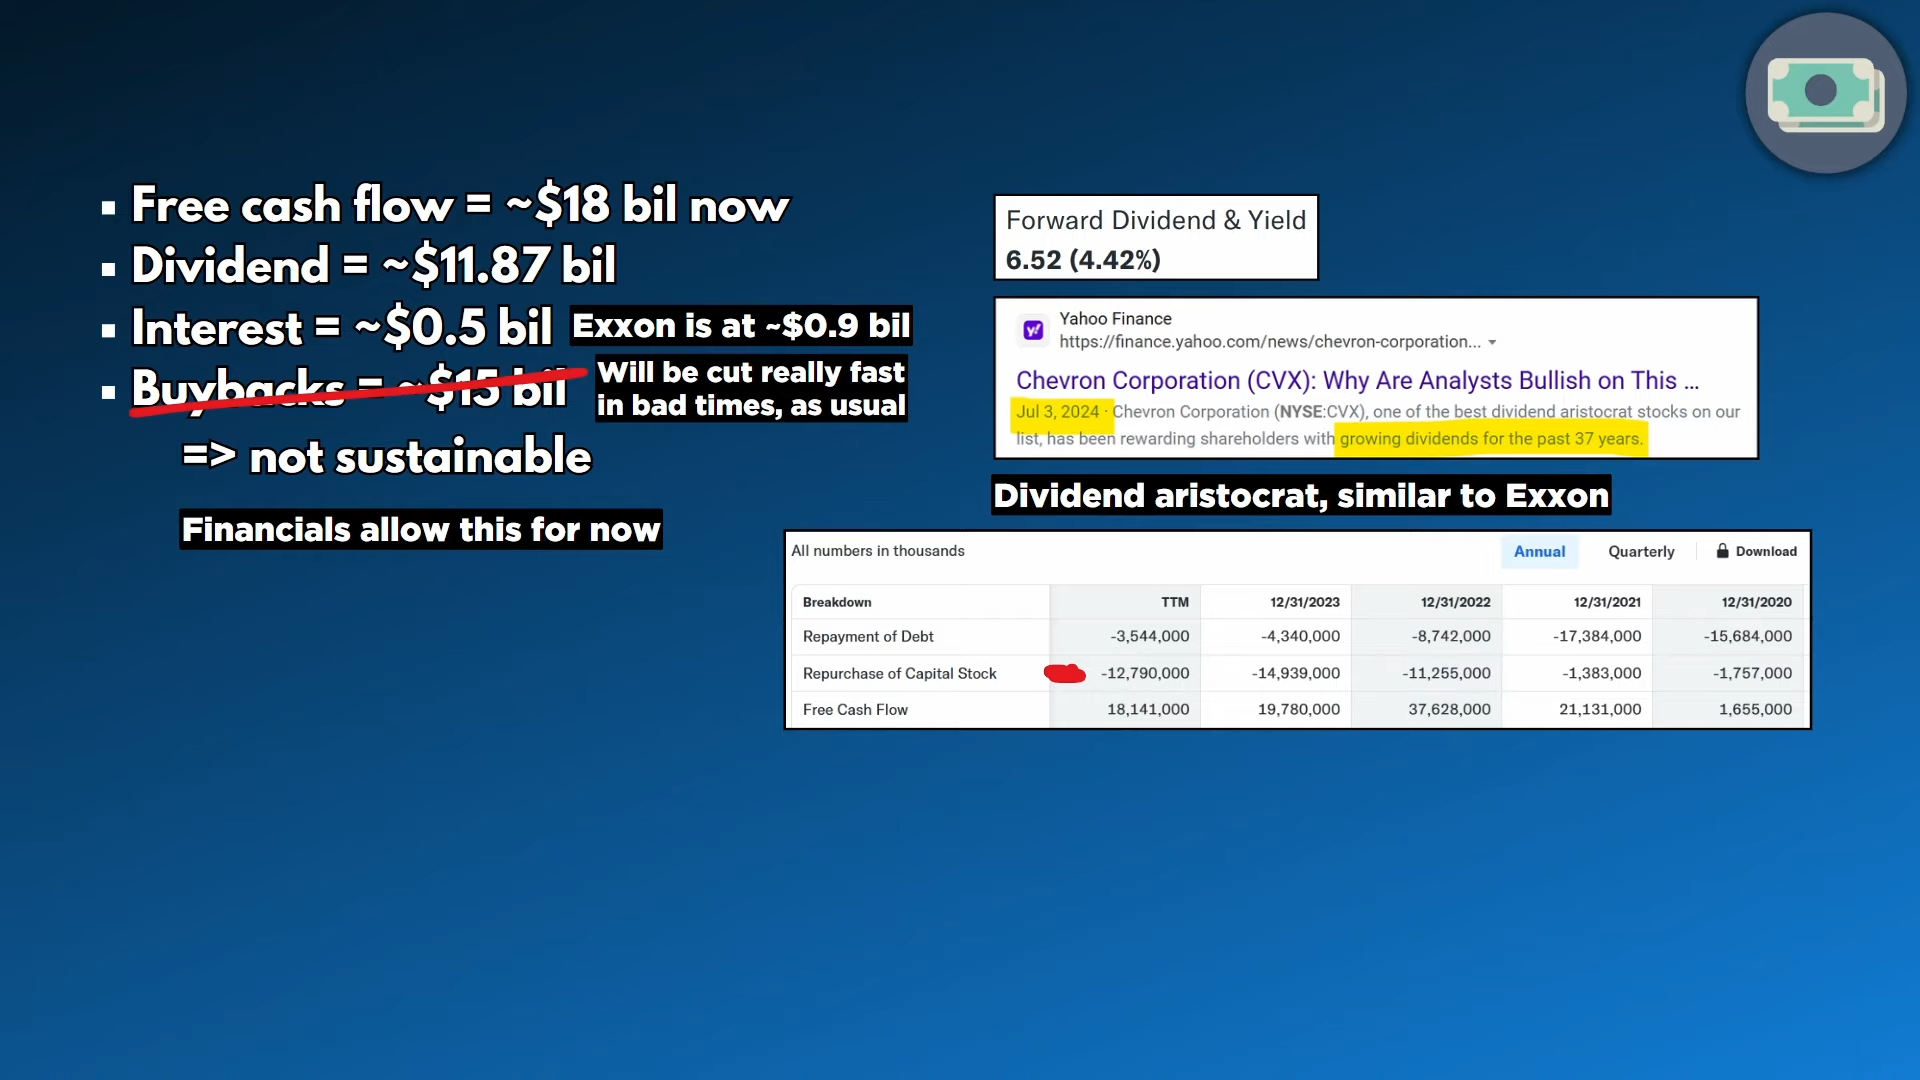 ▪ Free cash flow = ~$18 bil now
▪ Dividend = ~$11.87 bil
▪ Interest = ~$0.5 bil
Exxon is at ~$0.9 bil
▪ Buybacks = ~$15 bil
Will be cut really fast
in bad times, as usual
=> not sustainable
Financials allow this for now
Forward Dividend & Yield
6.52 (4.42%)
Yahoo Finance
https://finance.yahoo.com/news/chevron-corporation...
Chevron Corporation (CVX): Why Are Analysts Bullish on This ...
Jul 3, 2024 · Chevron Corporation (NYSE:CVX), one of the best dividend aristocrat stocks on our
list, has been rewarding shareholders with growing dividends for the past 37 years.
Dividend aristocrat, similar to Exxon
All numbers in thousands Annual Quarterly Download
Breakdown TTM 12/31/2023 12/31/2022 12/31/2021 12/31/2020
Repayment of Debt -3,544,000 -4,340,000 -8,742,000 -17,384,000 -15,684,000
Repurchase of Capital Stock -12,790,000 -14,939,000 -11,255,000 -1,383,000 -1,757,000
Free Cash Flow 18,141,000 19,780,000 37,628,000 21,131,000 1,655,000